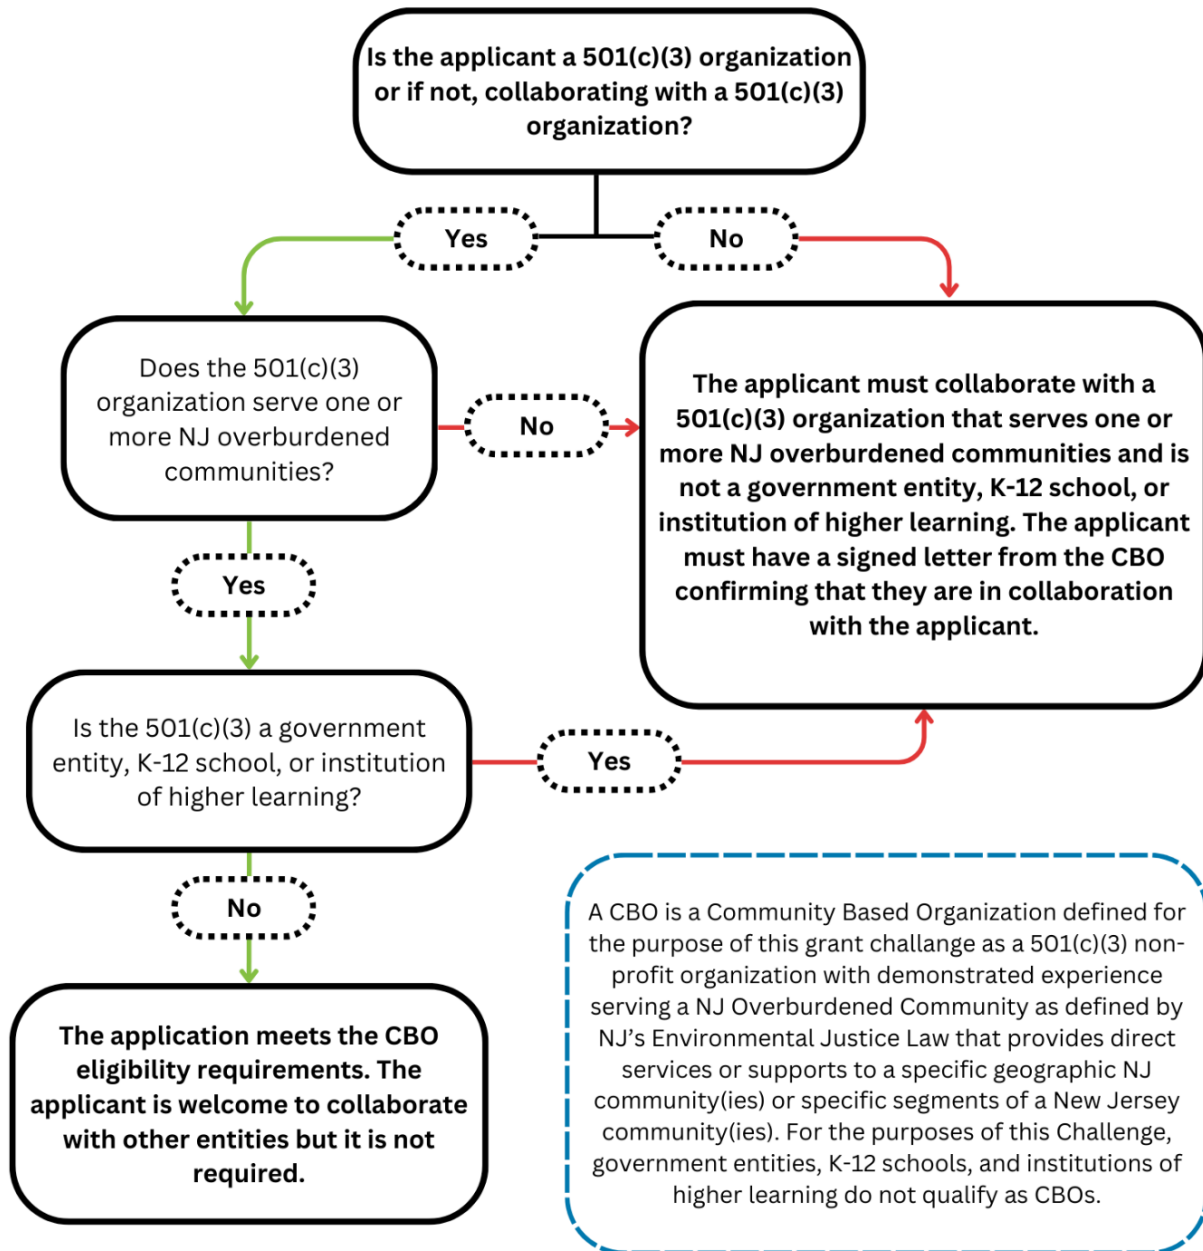 Is the applicant a 501(c)(3) organization
or if not, collaborating with a 501(c)(3)
organization?
Yes
No
Does the 501(c)(3)
organization serve one or
more NJ overburdened
communities?
No
The applicant must collaborate with a
501(c)(3) organization that serves one or
more NJ overburdened communities and is
not a government entity, K-12 school, or
institution of higher learning. The applicant
must have a signed letter from the CBO
confirming that they are in collaboration
with the applicant.
Yes
Is the 501(c)(3) a government
entity, K-12 school, or institution
of higher learning?
Yes
No
The application meets the CBO
eligibility requirements. The
applicant is welcome to collaborate
with other entities but it is not
required.
A CBO is a Community Based Organization defined for
the purpose of this grant challange as a 501(c)(3) non-
profit organization with demonstrated experience
serving a NJ Overburdened Community as defined by
NJ's Environmental Justice Law that provides direct
services or supports to a specific geographic NJ
community(ies) or specific segments of a New Jersey
community(ies). For the purposes of this Challenge,
government entities, K-12 schools, and institutions of
higher learning do not qualify as CBOs.